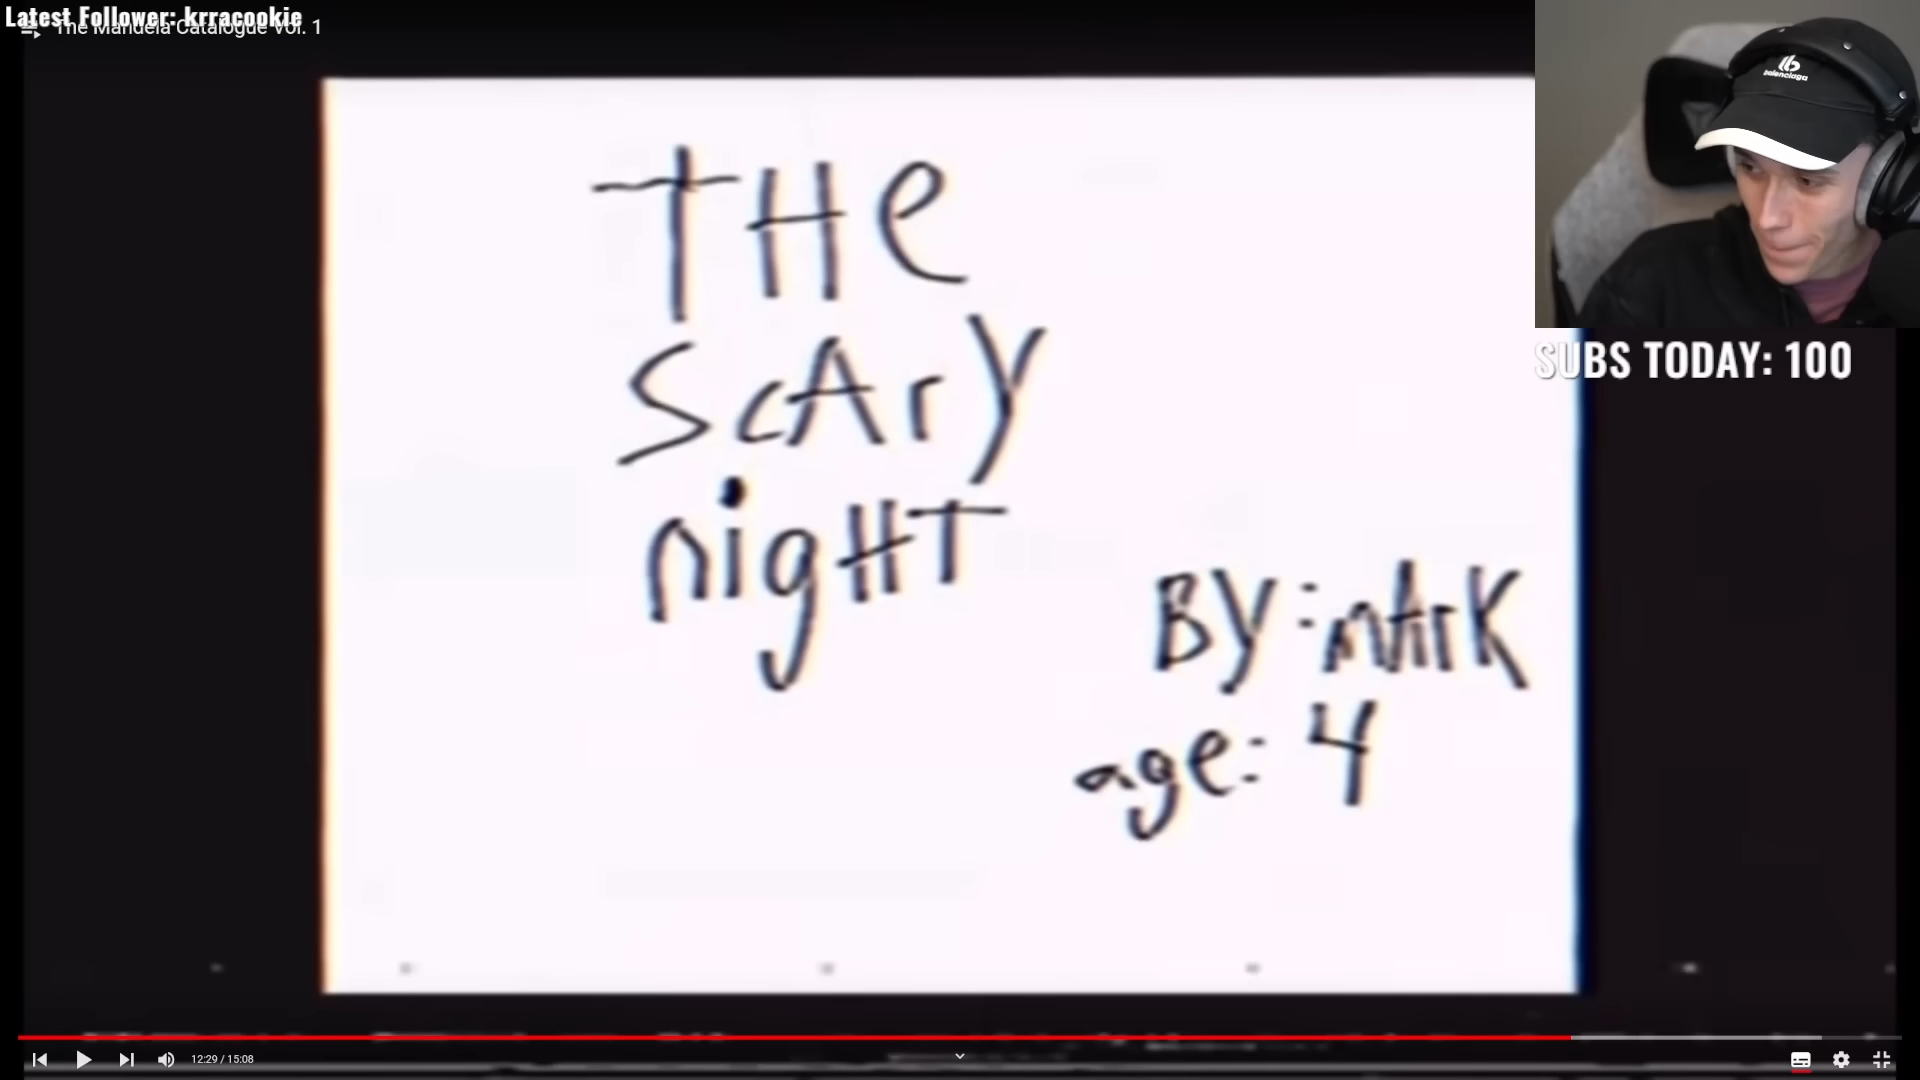 Latest Follower: krracookie
The Mandela Catalogue Vol. 1
balenciaga
THe
ScAry
nigHT
By: mArK
age: 4
SUBS TODAY: 100
12:29 / 15:08